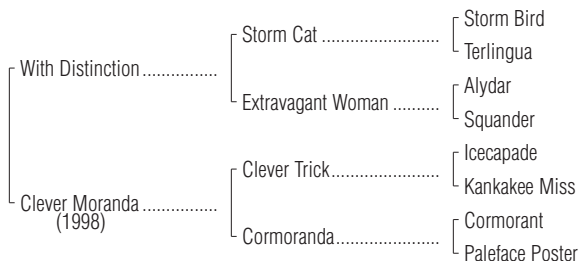 Storm Bird
Storm Cat ........................
Terlingua
With Distinction ...............
Alydar
Extravagant Woman ..........
Squander
Icecapade
Clever Trick......................
Kankakee Miss
Clever Moranda ...............
(1998)
Cormorant
Cormoranda .....................
Paleface Poster